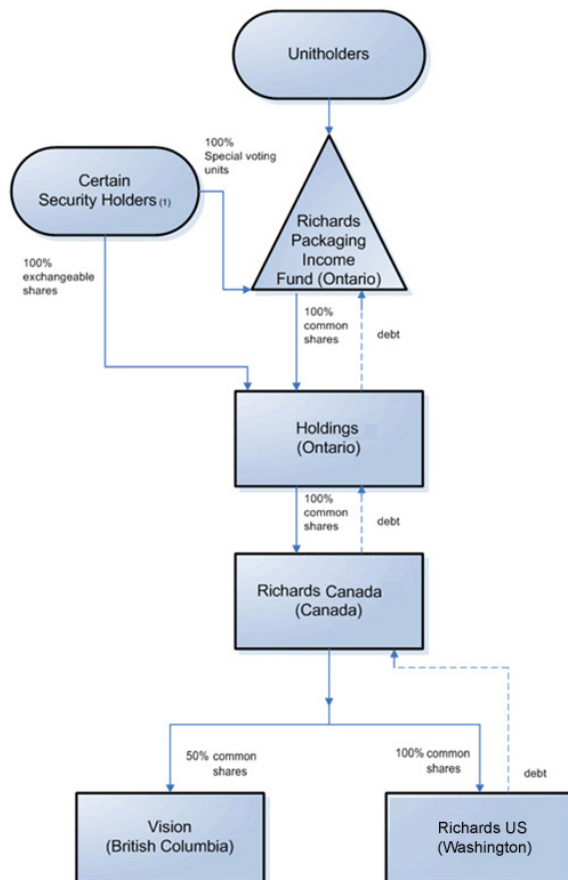 Unitholders
100%
Special voting
units
Certain
Security Holders (1)
Richards
Packaging
Income
Fund (Ontario)
100%
exchangeable
shares
100%
common
shares
debt
Holdings
(Ontario)
100%
common
shares
debt
Richards Canada
(Canada)
50% common
shares
100% common
shares
debt
Vision
(British Columbia)
Richards US
(Washington)